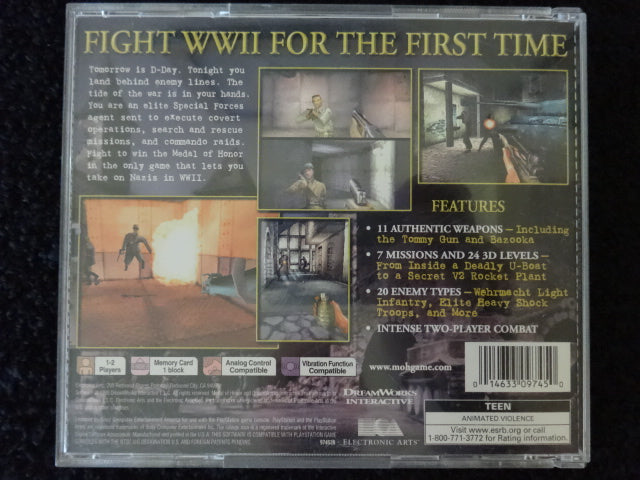 FIGHT WWII FOR THE FIRST TIME
Tomorrow is D-Day. Tonight you
land behind enemy lines. The
tide of the war is in your hands.
You are an elite Special Forces
agent sent to execute covert
operations, search and rescue
missions, and commando raids.
Fight to win the Medal of Honor
in the only game that lets you
take on Nazis in WWII.
FEATURES
• 11 AUTHENTIC WEAPONS – Including
the Tommy Gun and Bazooka
• 7 MISSIONS AND 24 3D LEVELS –
From Inside a Deadly U-Boat
to a Secret V2 Rocket Plant
• 20 ENEMY TYPES – Wehrmacht Light
Infantry, Elite Heavy Shock
Troops, and More
• INTENSE TWO-PLAYER COMBAT
1-2
Players
Memory Card
1 block
Analog Control
Compatible
Vibration Function
Compatible
www.mohgame.com
DREAMWORKS
INTERACTIVE
EA
ELECTRONIC ARTS
0 14633 09745 0
TEEN
ANIMATED VIOLENCE
Visit www.esrb.org or call
1-800-771-3772 for Rating information.